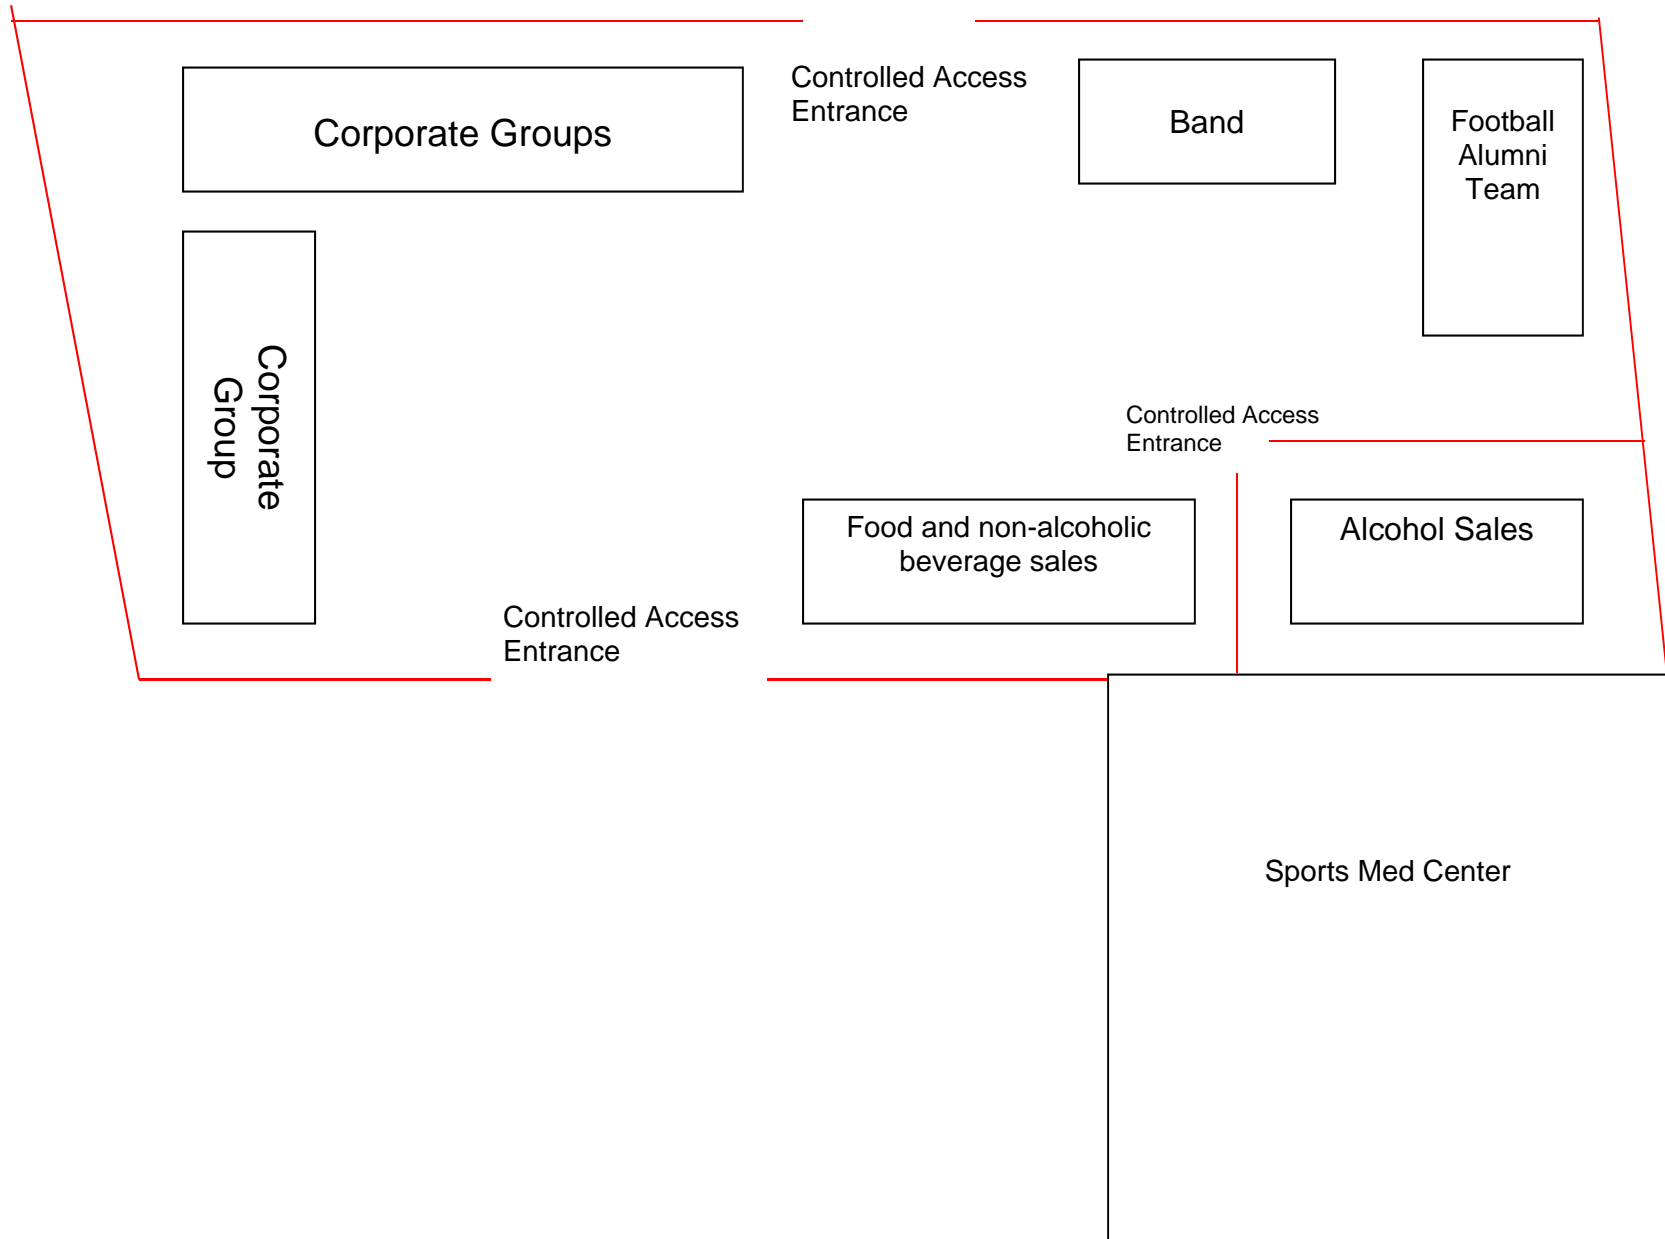 Controlled Access
Entrance
Corporate Groups
Band
Football
Alumni
Team
Corporate
Group
Controlled Access
Entrance
Food and non-alcoholic
beverage sales
Alcohol Sales
Controlled Access
Entrance
Sports Med Center